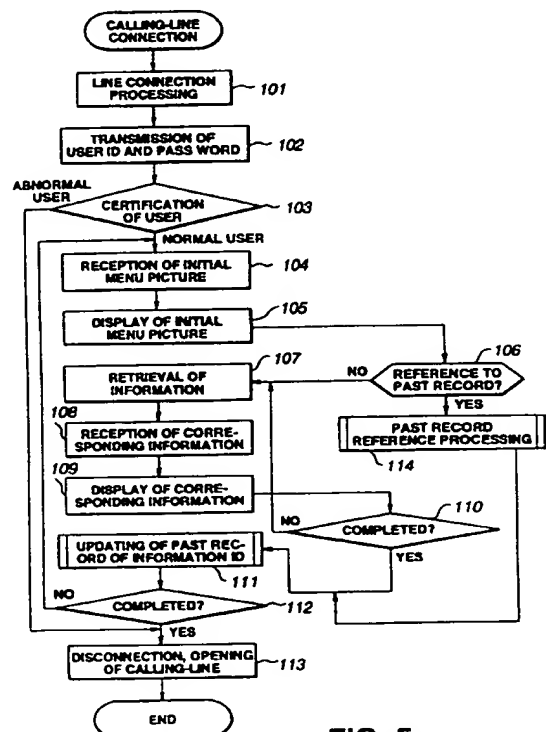 CALLING-LINE
CONNECTION
LINE CONNECTION
PROCESSING
101
TRANSMISSION OF
USER ID AND PASS WORD
102
ABNORMAL
USER
CERTIFICATION
OF USER
103
NORMAL USER
RECEPTION OF INITIAL
MENU PICTURE
104
DISPLAY OF INITIAL
MENU PICTURE
105
106
REFERENCE TO
PAST RECORD?
NO
YES
107
RETRIEVAL OF
INFORMATION
PAST RECORD
REFERENCE PROCESSING
114
108
RECEPTION OF CORRE-
SPONDING INFORMATION
109
DISPLAY OF CORRE-
SPONDING INFORMATION
110
COMPLETED?
NO
YES
UPDATING OF PAST REC-
ORD OF INFORMATION ID
111
NO
COMPLETED?
112
YES
DISCONNECTION, OPENING
OF CALLING-LINE
113
END